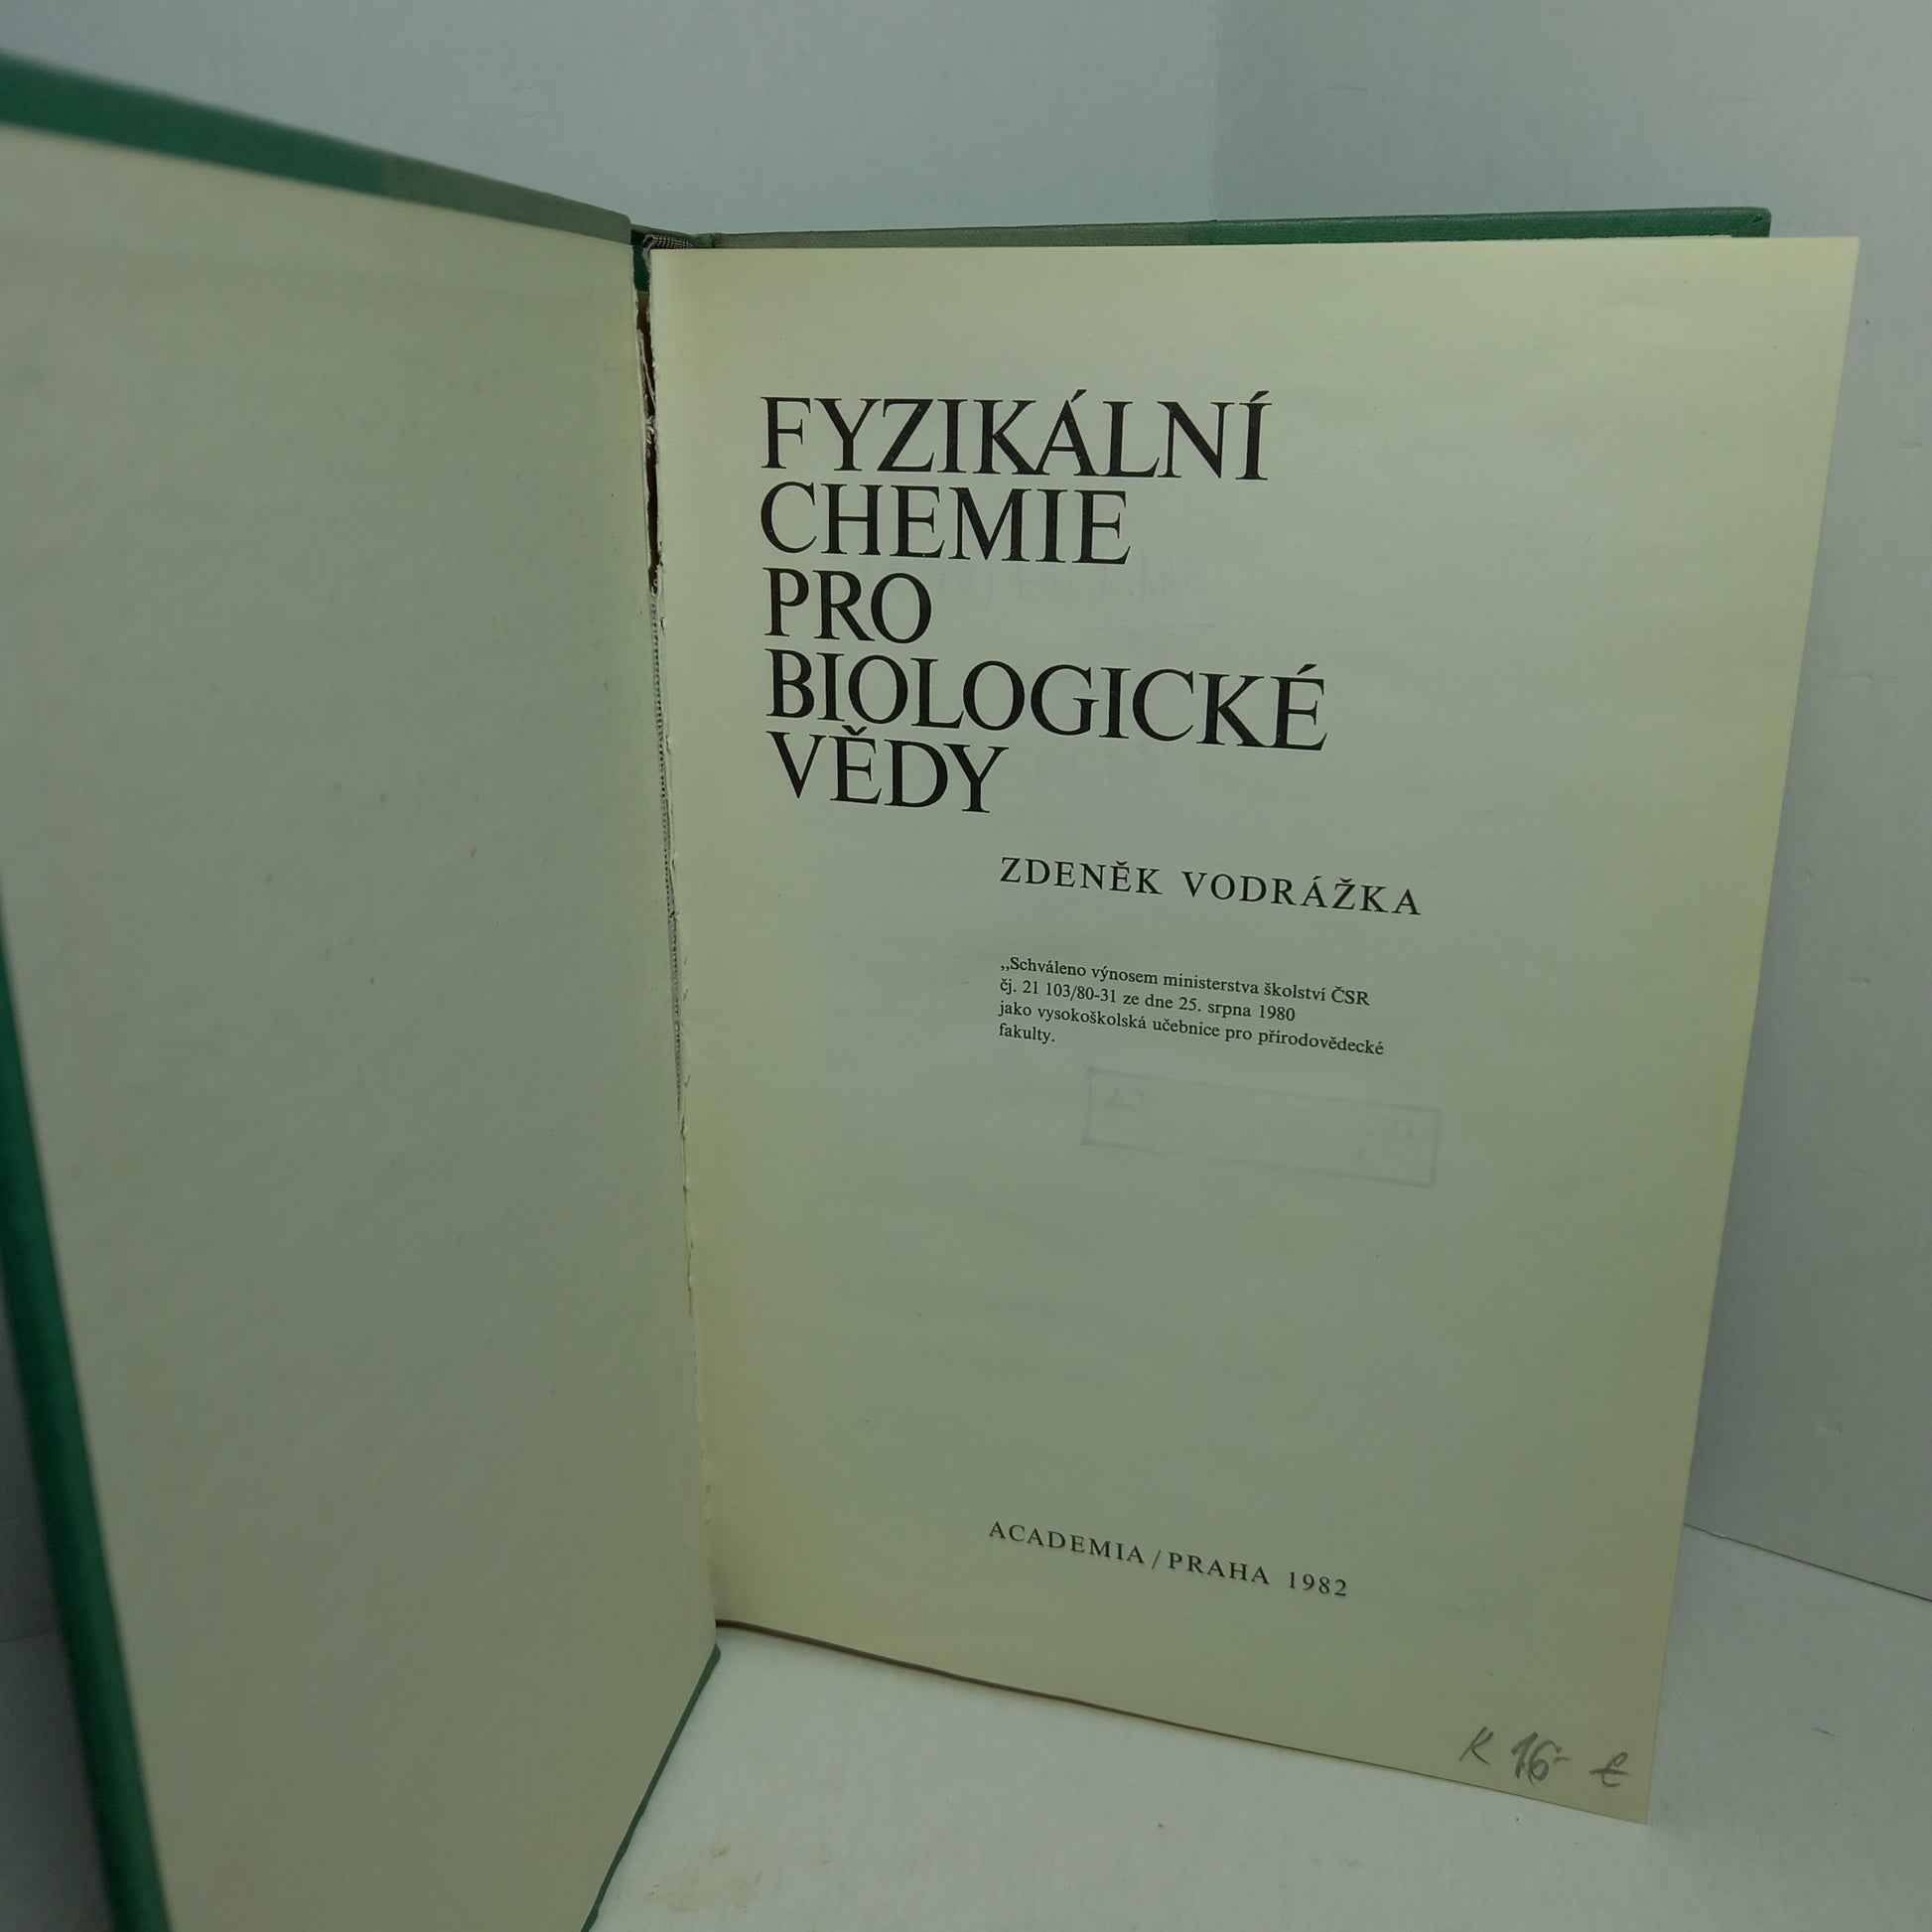 FYZIKÁLNÍ
CHEMIE
PRO
BIOLOGICKÉ
VĚDY
ZDENĚK VODRÁŽKA
„Schváleno výnosem ministerstva školství ČSR
čj. 21 103/80-31 ze dne 25. srpna 1980
jako vysokoškolská učebnice pro přírodovědecké
fakulty.
ACADEMIA/PRAHA 1982
K 16,- €